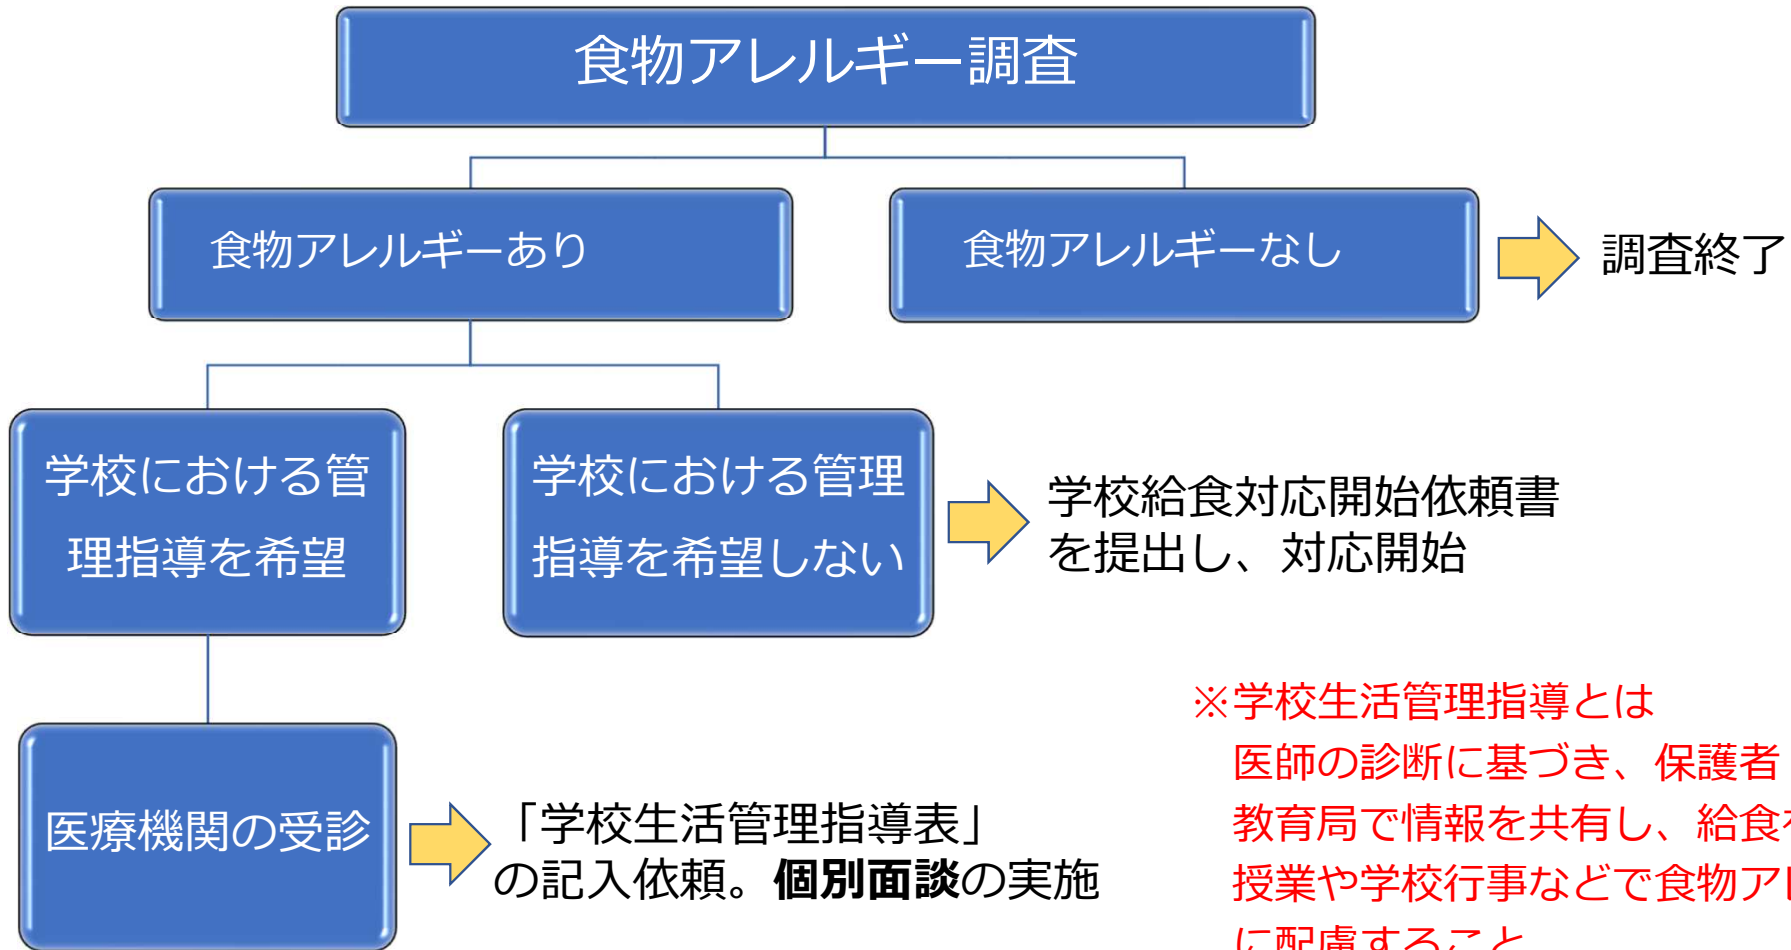 食物アレルギー調査
食物アレルギーあり
食物アレルギーなし
調査終了
学校における管
理指導を希望
学校における管理
指導を希望しない
学校給食対応開始依頼書
を提出し、対応開始
医療機関の受診
「学校生活管理指導表」
の記入依頼。個別面談の実施
※学校生活管理指導とは
医師の診断に基づき、保護者
教育局で情報を共有し、給食
授業や学校行事などで食物ア
に配慮すること